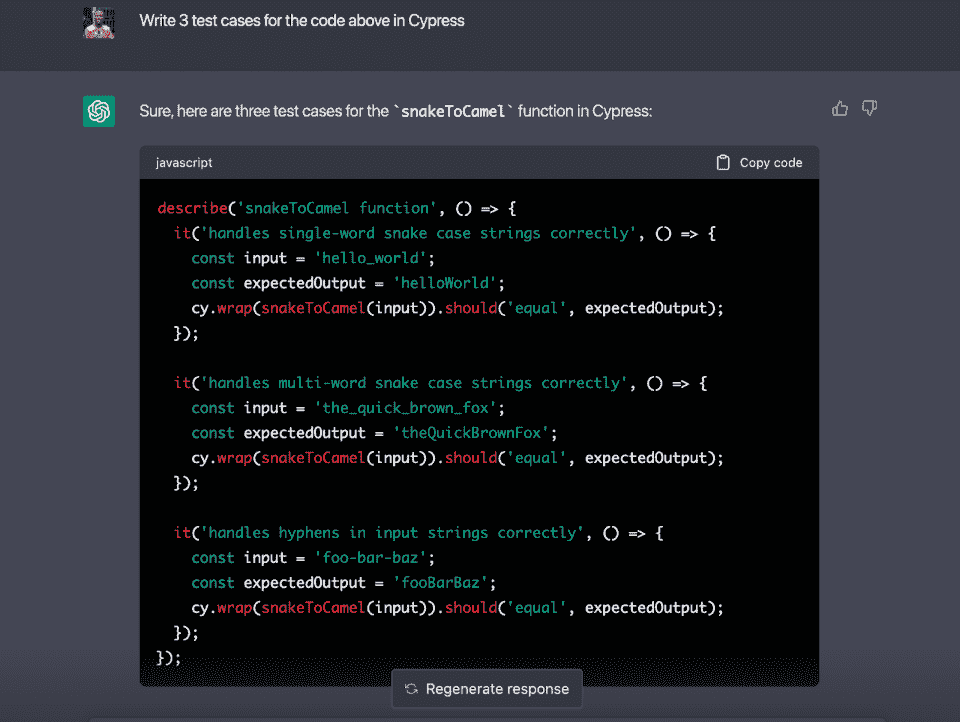 Write 3 test cases for the code above in Cypress
Sure, here are three test cases for the `snakeToCamel` function in Cypress:
javascript
Copy code
describe('snakeToCamel function', () => {
it('handles single-word snake case strings correctly', () => {
const input = 'hello_world';
const expectedOutput = 'helloWorld';
cy.wrap(snakeToCamel(input)).should('equal', expectedOutput);
});
it('handles multi-word snake case strings correctly', () => {
const input = 'the_quick_brown_fox';
const expectedOutput = 'theQuickBrownFox';
cy.wrap(snakeToCamel(input)).should('equal', expectedOutput);
});
it('handles hyphens in input strings correctly', () => {
const input = 'foo-bar-baz';
const expectedOutput = 'fooBarBaz';
cy.wrap(snakeToCamel(input)).should('equal', expectedOutput);
});
});
Regenerate response